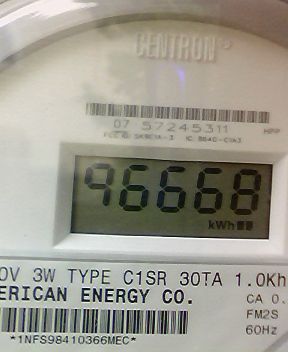 CENTRON®
07 57245311 HPP
96668
kWh
0V 3W TYPE C1SR 30TA 1.0Kh
ERICAN ENERGY CO. CA 0.
FM2S
*1NFS98410366MEC* 60Hz